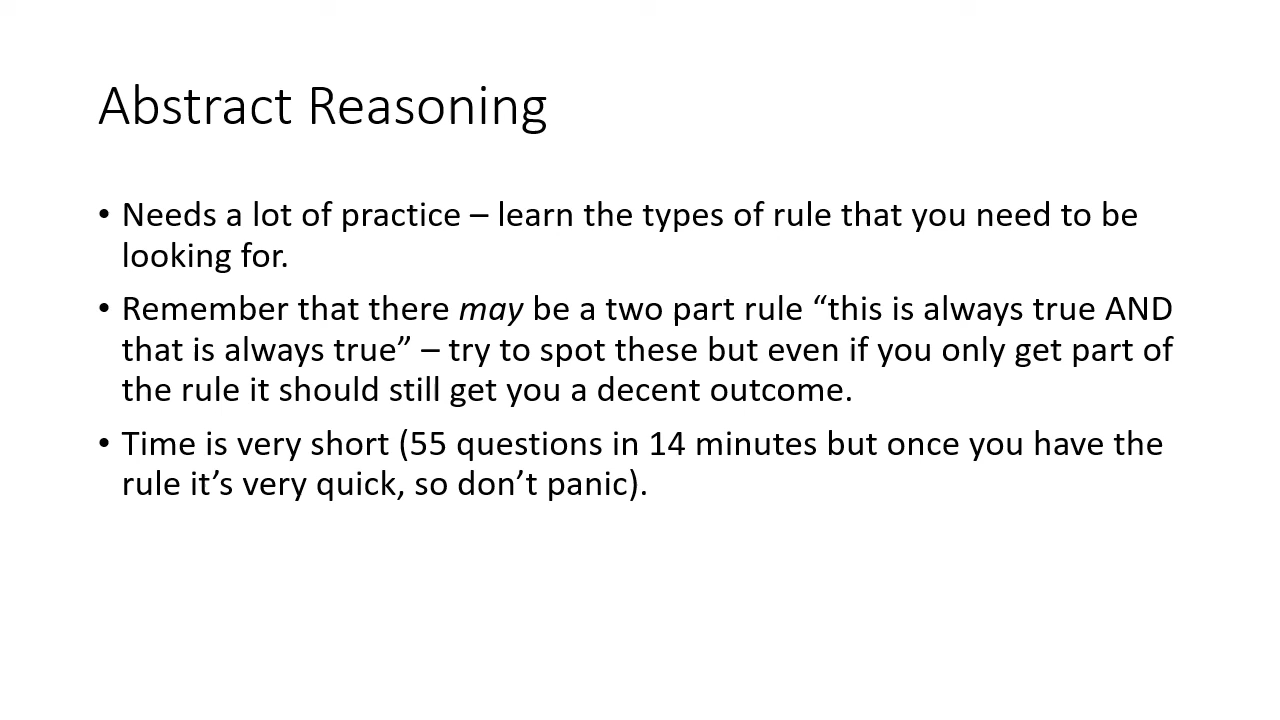 Abstract Reasoning
• Needs a lot of practice – learn the types of rule that you need to be
looking for.
• Remember that there may be a two part rule “this is always true AND
that is always true” – try to spot these but even if you only get part of
the rule it should still get you a decent outcome.
• Time is very short (55 questions in 14 minutes but once you have the
rule it’s very quick, so don’t panic).